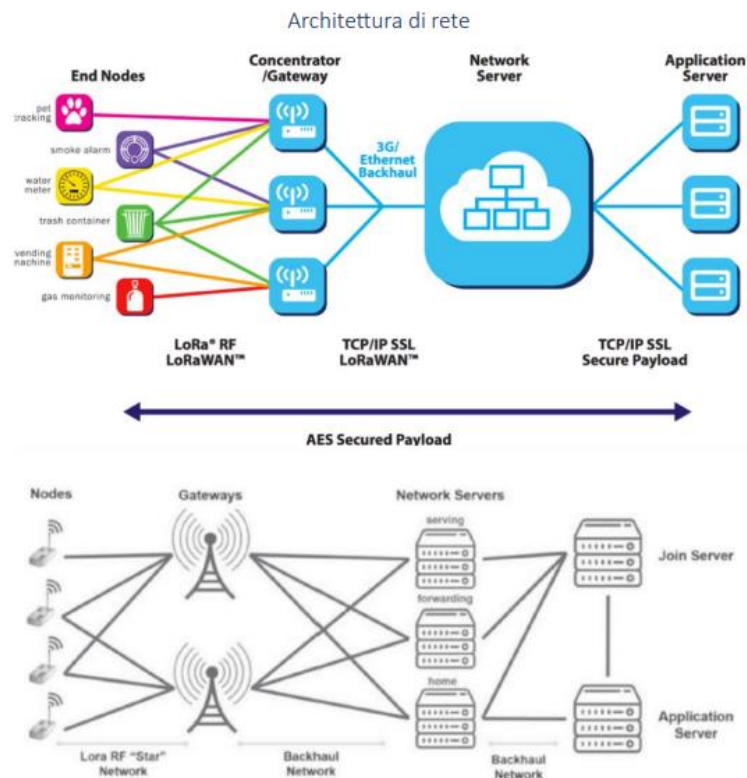 Architettura di rete
End Nodes
Concentrator
/Gateway
Network
Server
Application
Server
pet
tracking
smoke alarm
water
meter
trash container
vending
machine
gas monitoring
3G/
Ethernet
Backhaul
LoRa® RF
LoRaWAN™
TCP/IP SSL
LoRaWAN™
TCP/IP SSL
Secure Payload
AES Secured Payload
Nodes
Gateways
Network Servers
serving
forwarding
home
Join Server
Application
Server
Lora RF "Star"
Network
Backhaul
Network
Backhaul
Network